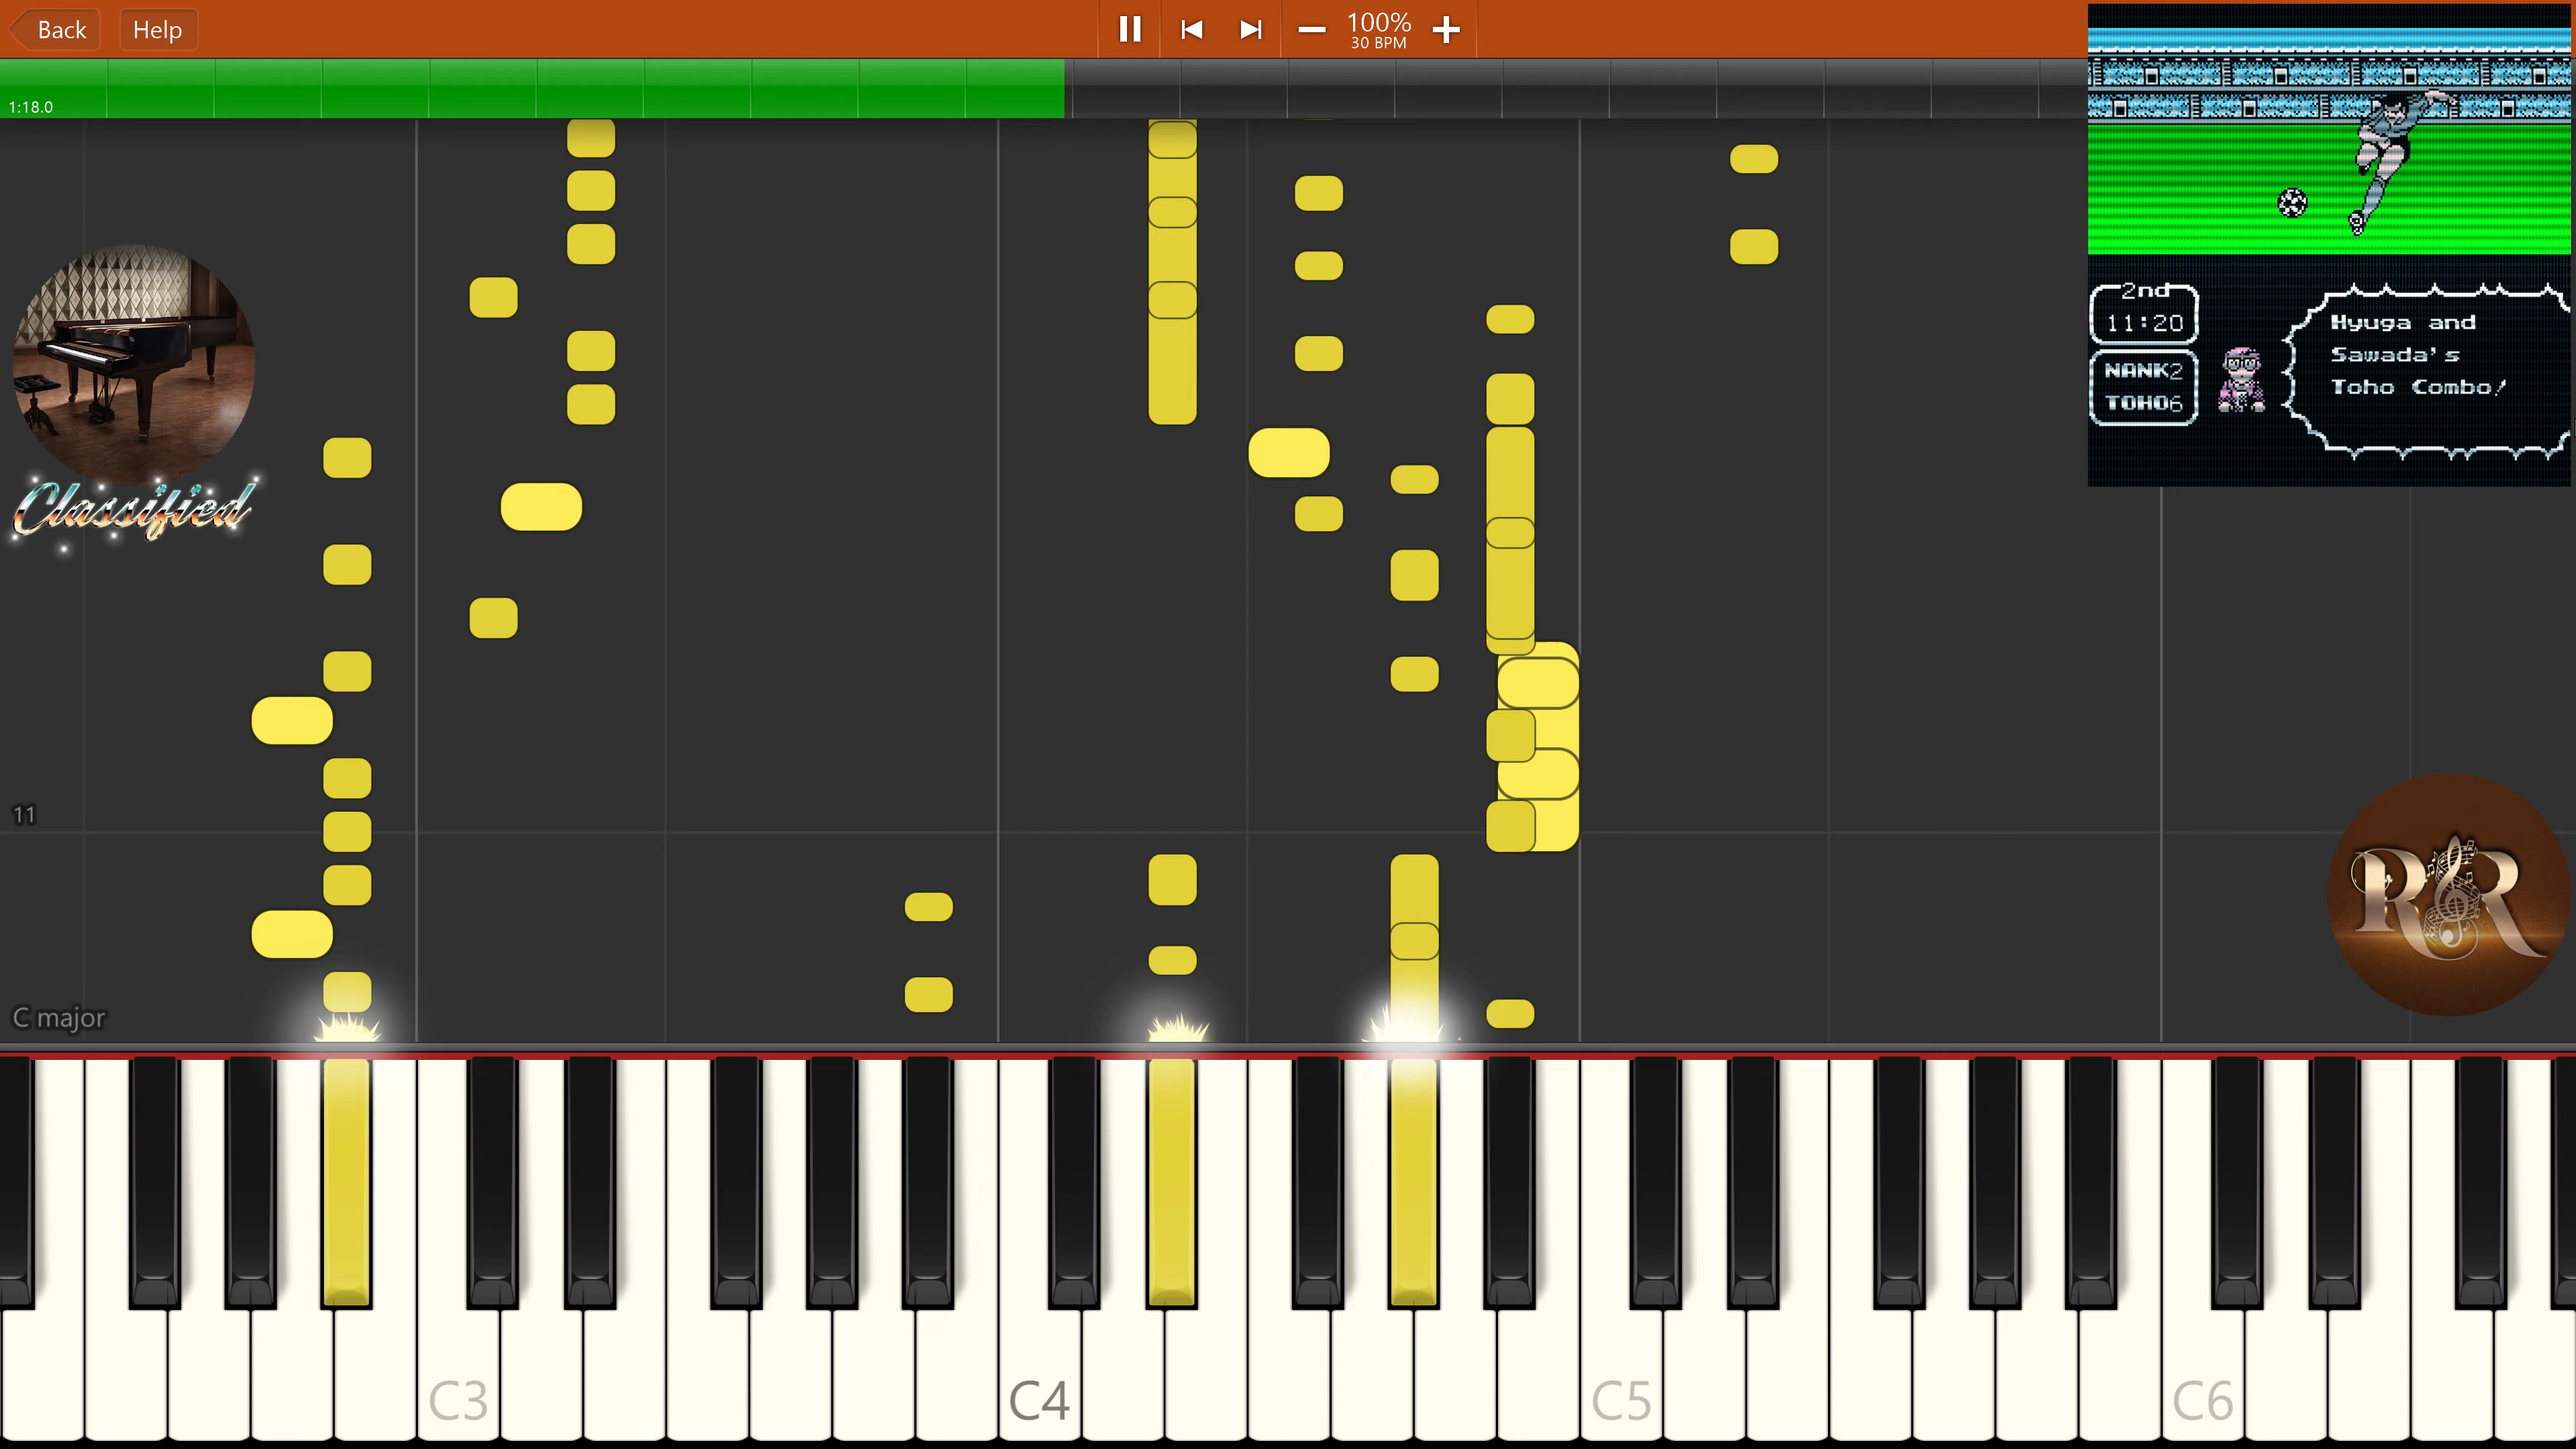 Back
Help
100%
30 BPM
1:18.0
2nd
11:20
NANK2
TOHO6
Hyuga and
Sawada's
Toho Combo!
Classified
11
R R
C major
C3
C4
C5
C6